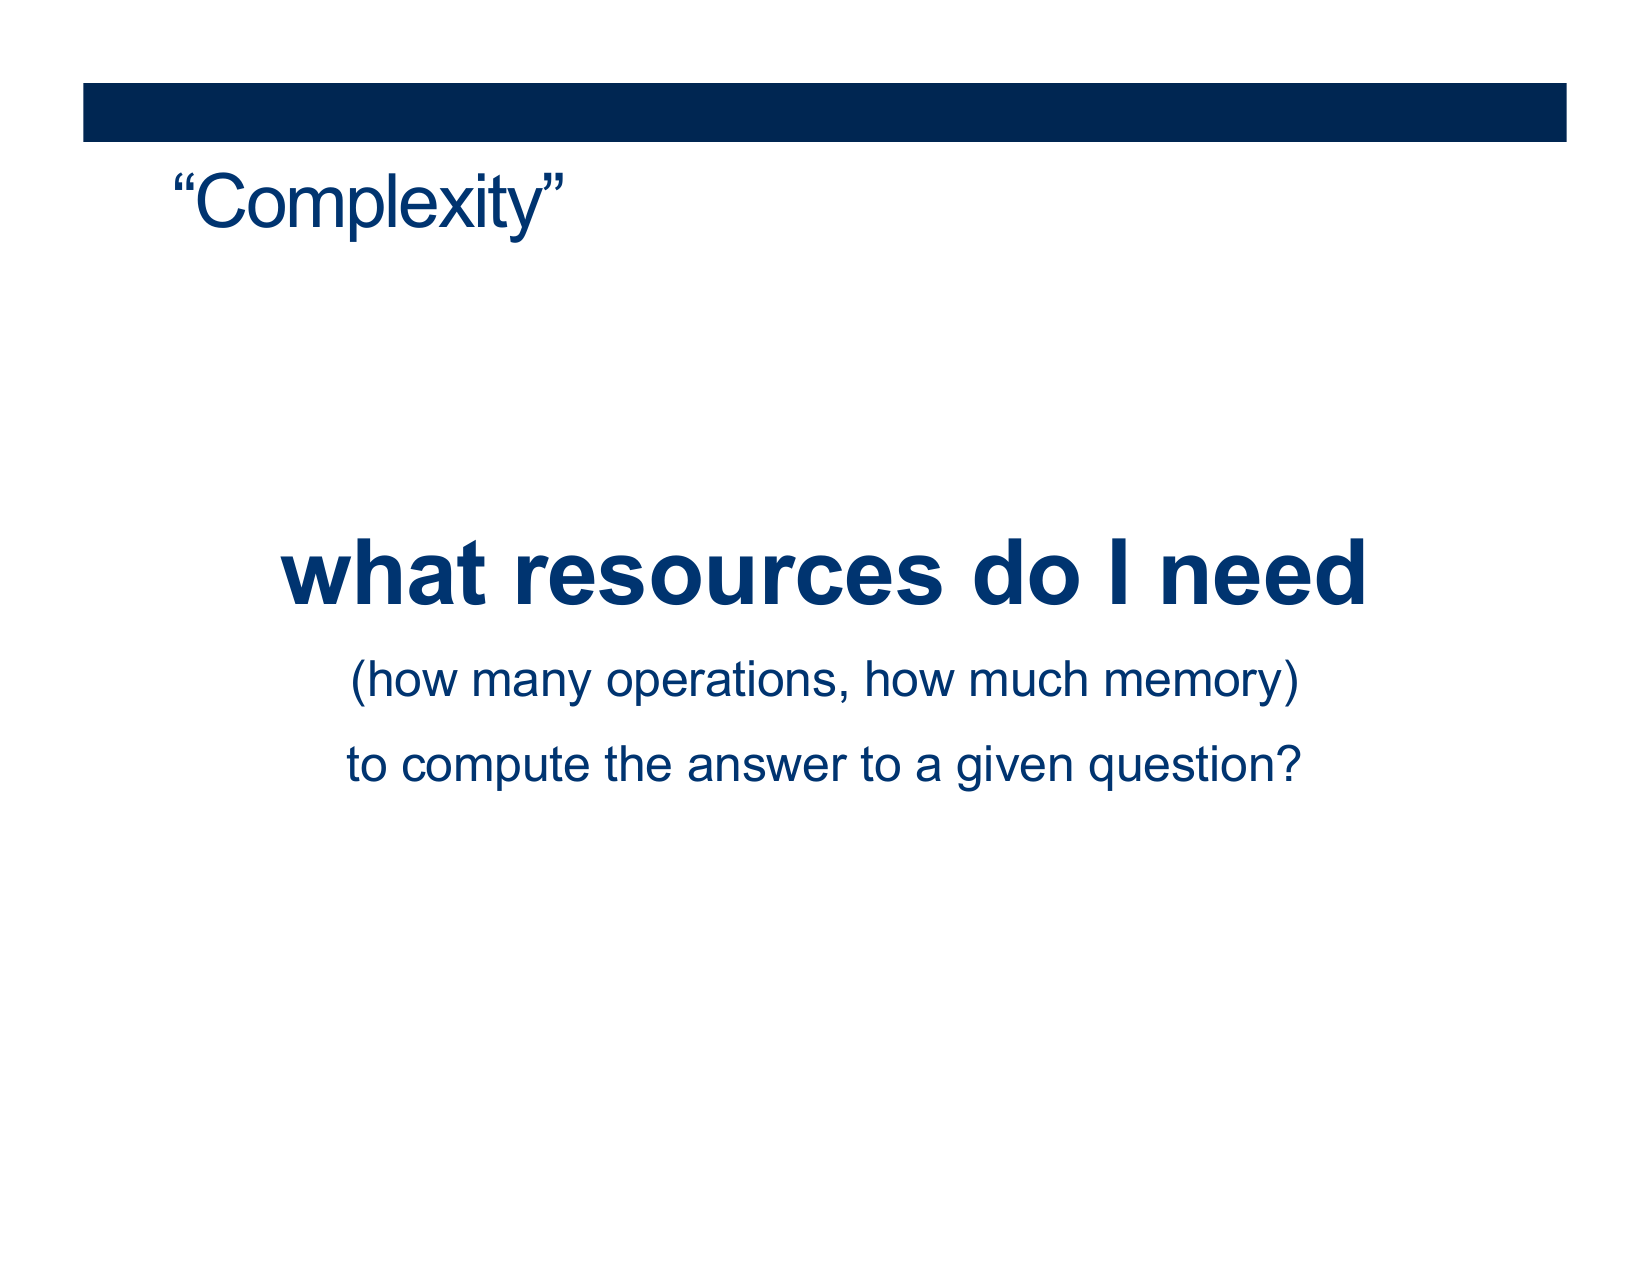 “Complexity”
what resources do I need
(how many operations, how much memory)
to compute the answer to a given question?